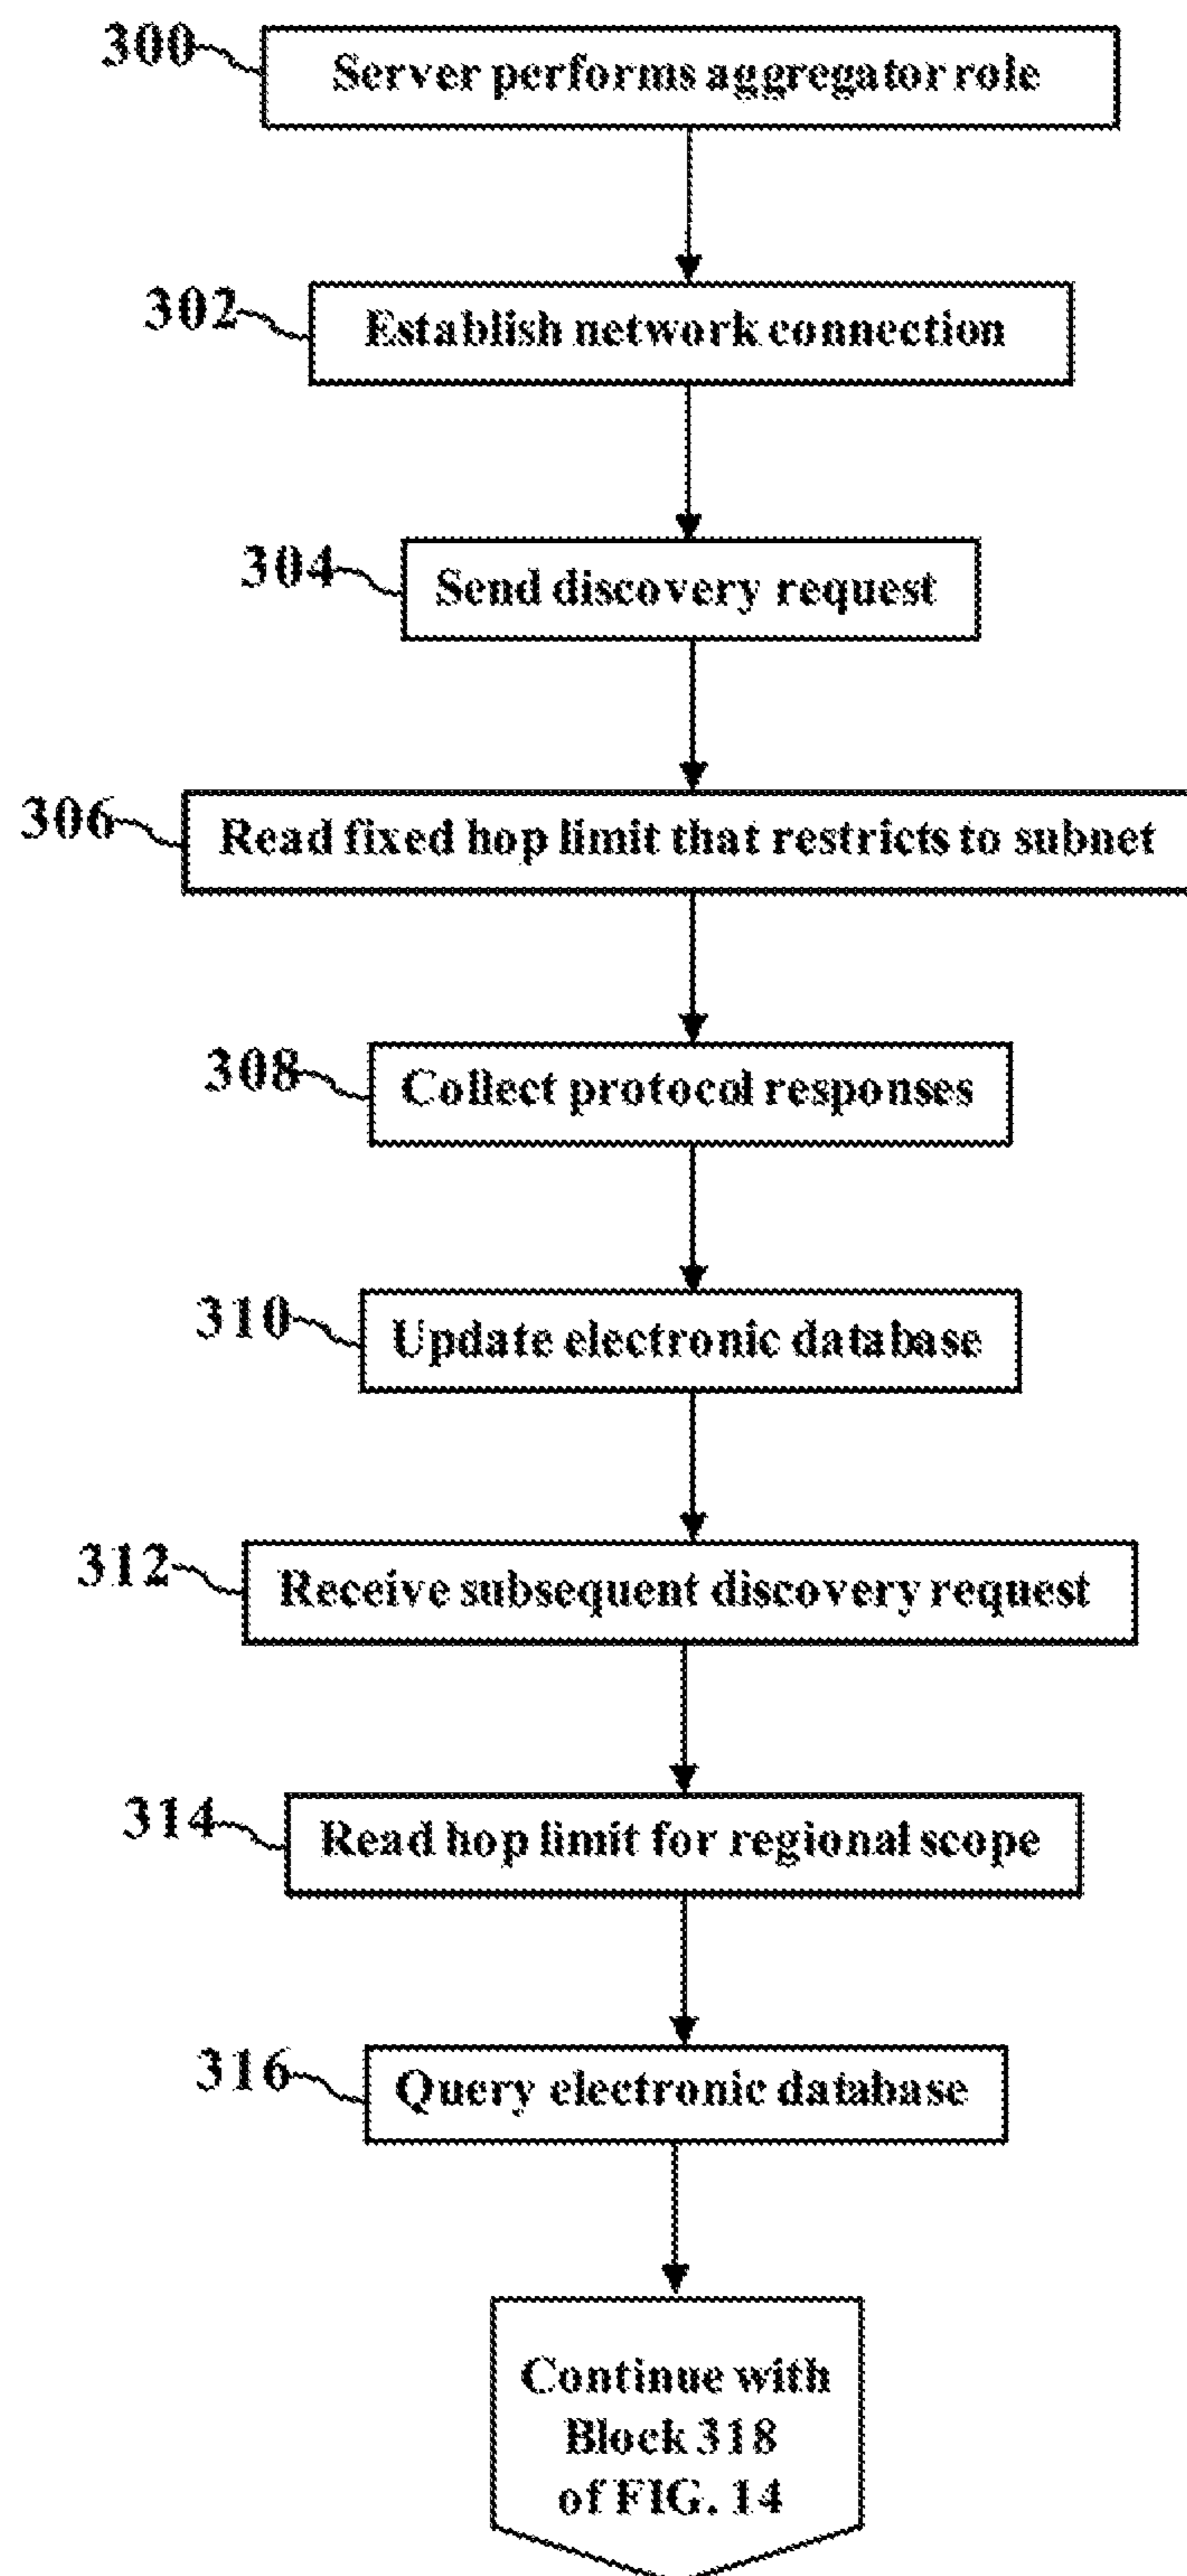 300 Server performs aggregator role
302 Establish network connection
304 Send discovery request
306 Read fixed hop limit that restricts to subnet
308 Collect protocol responses
310 Update electronic database
312 Receive subsequent discovery request
314 Read hop limit for regional scope
316 Query electronic database
Continue with
Block 318
of FIG. 14